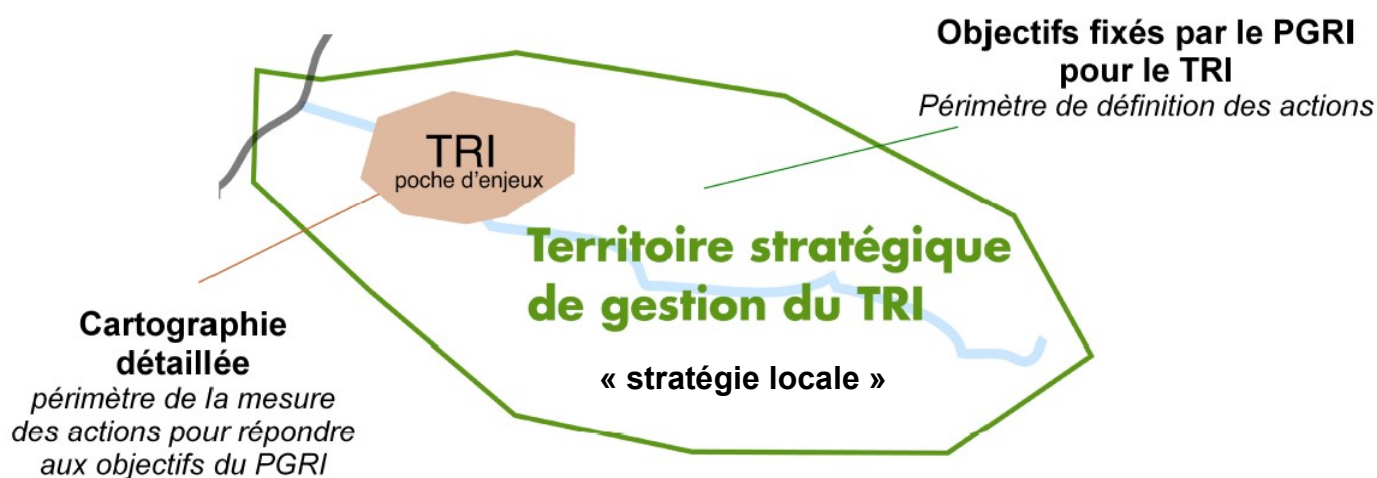 Objectifs fixés par le PGRI
pour le TRI
Périmètre de définition des actions
TRI
poche d'enjeux
Territoire stratégique
de gestion du TRI
« stratégie locale »
Cartographie
détaillée
périmètre de la mesure
des actions pour répondre
aux objectifs du PGRI